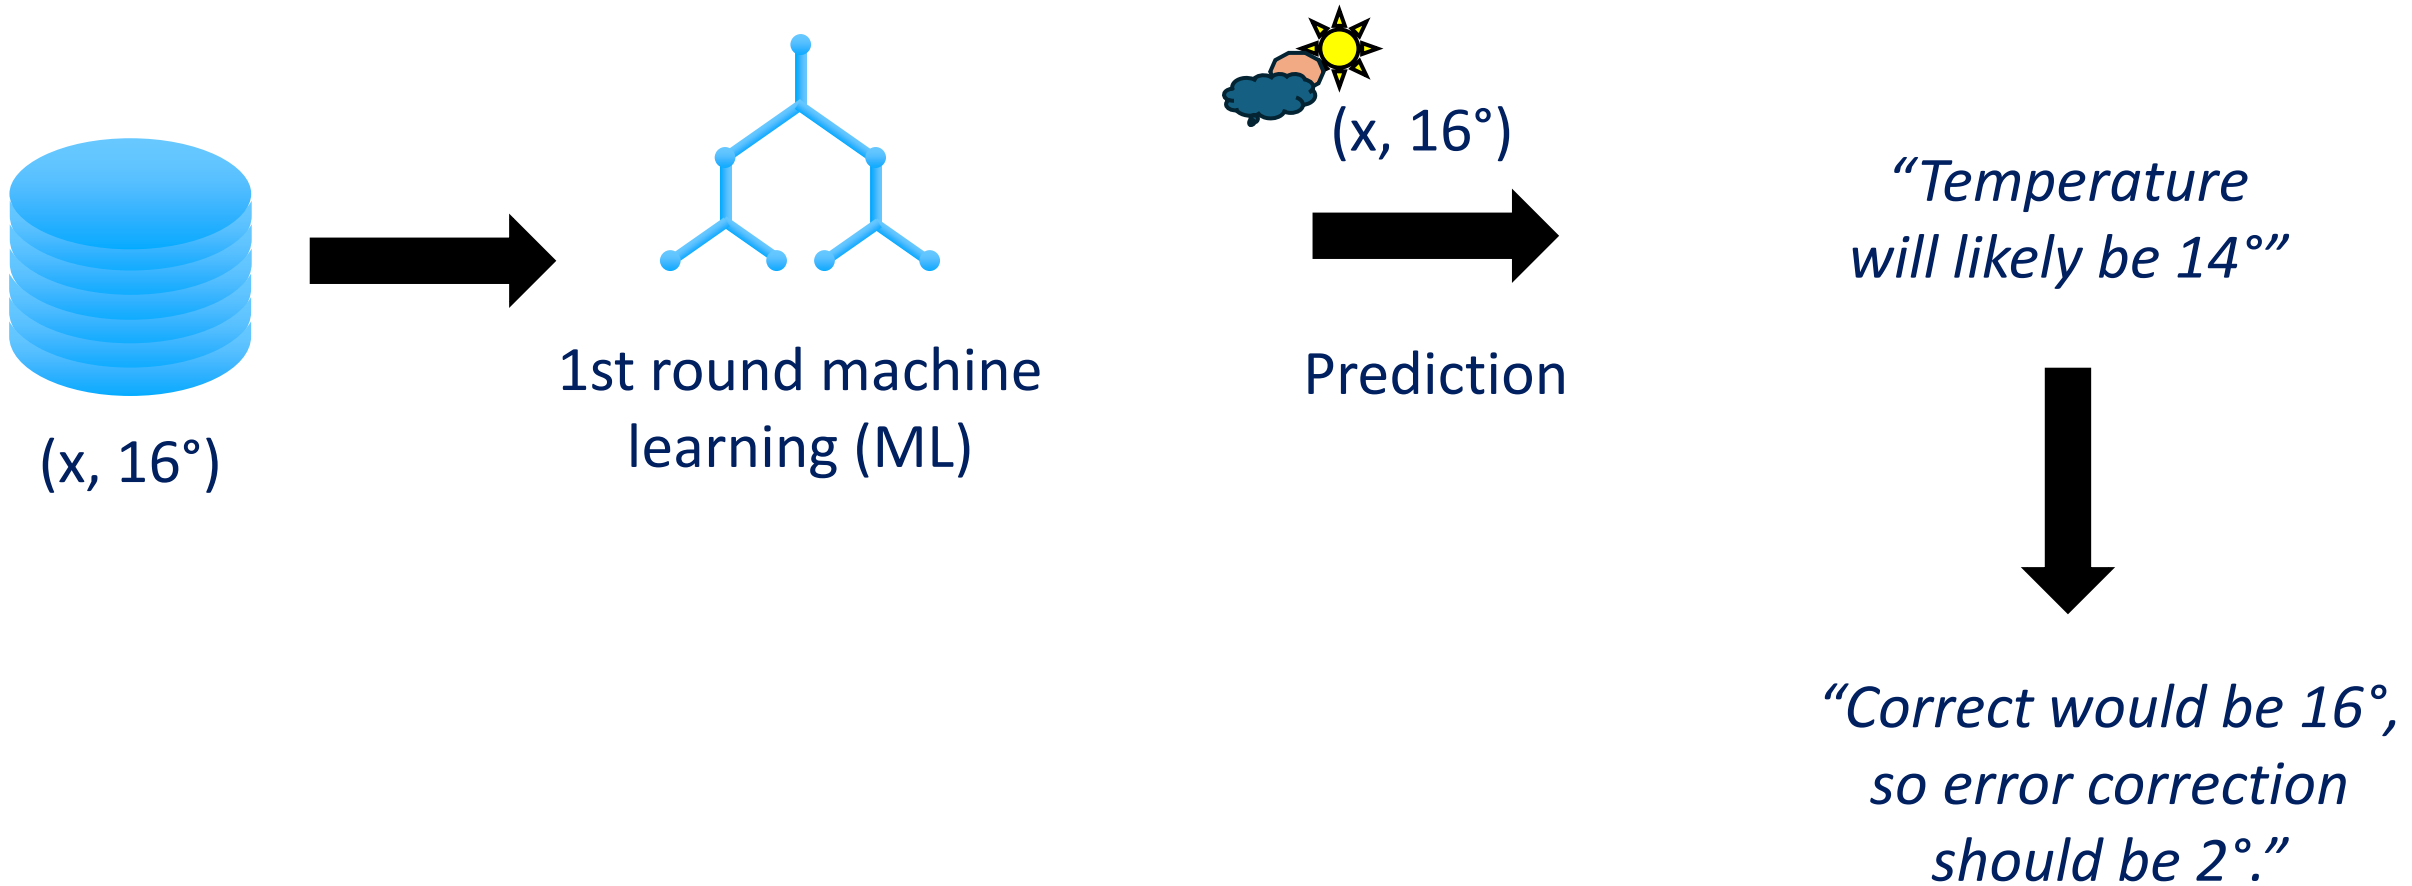 (x, 16°)
1st round machine
learning (ML)
(x, 16°)
Prediction
“Temperature
will likely be 14°”
“Correct would be 16°,
so error correction
should be 2°.”